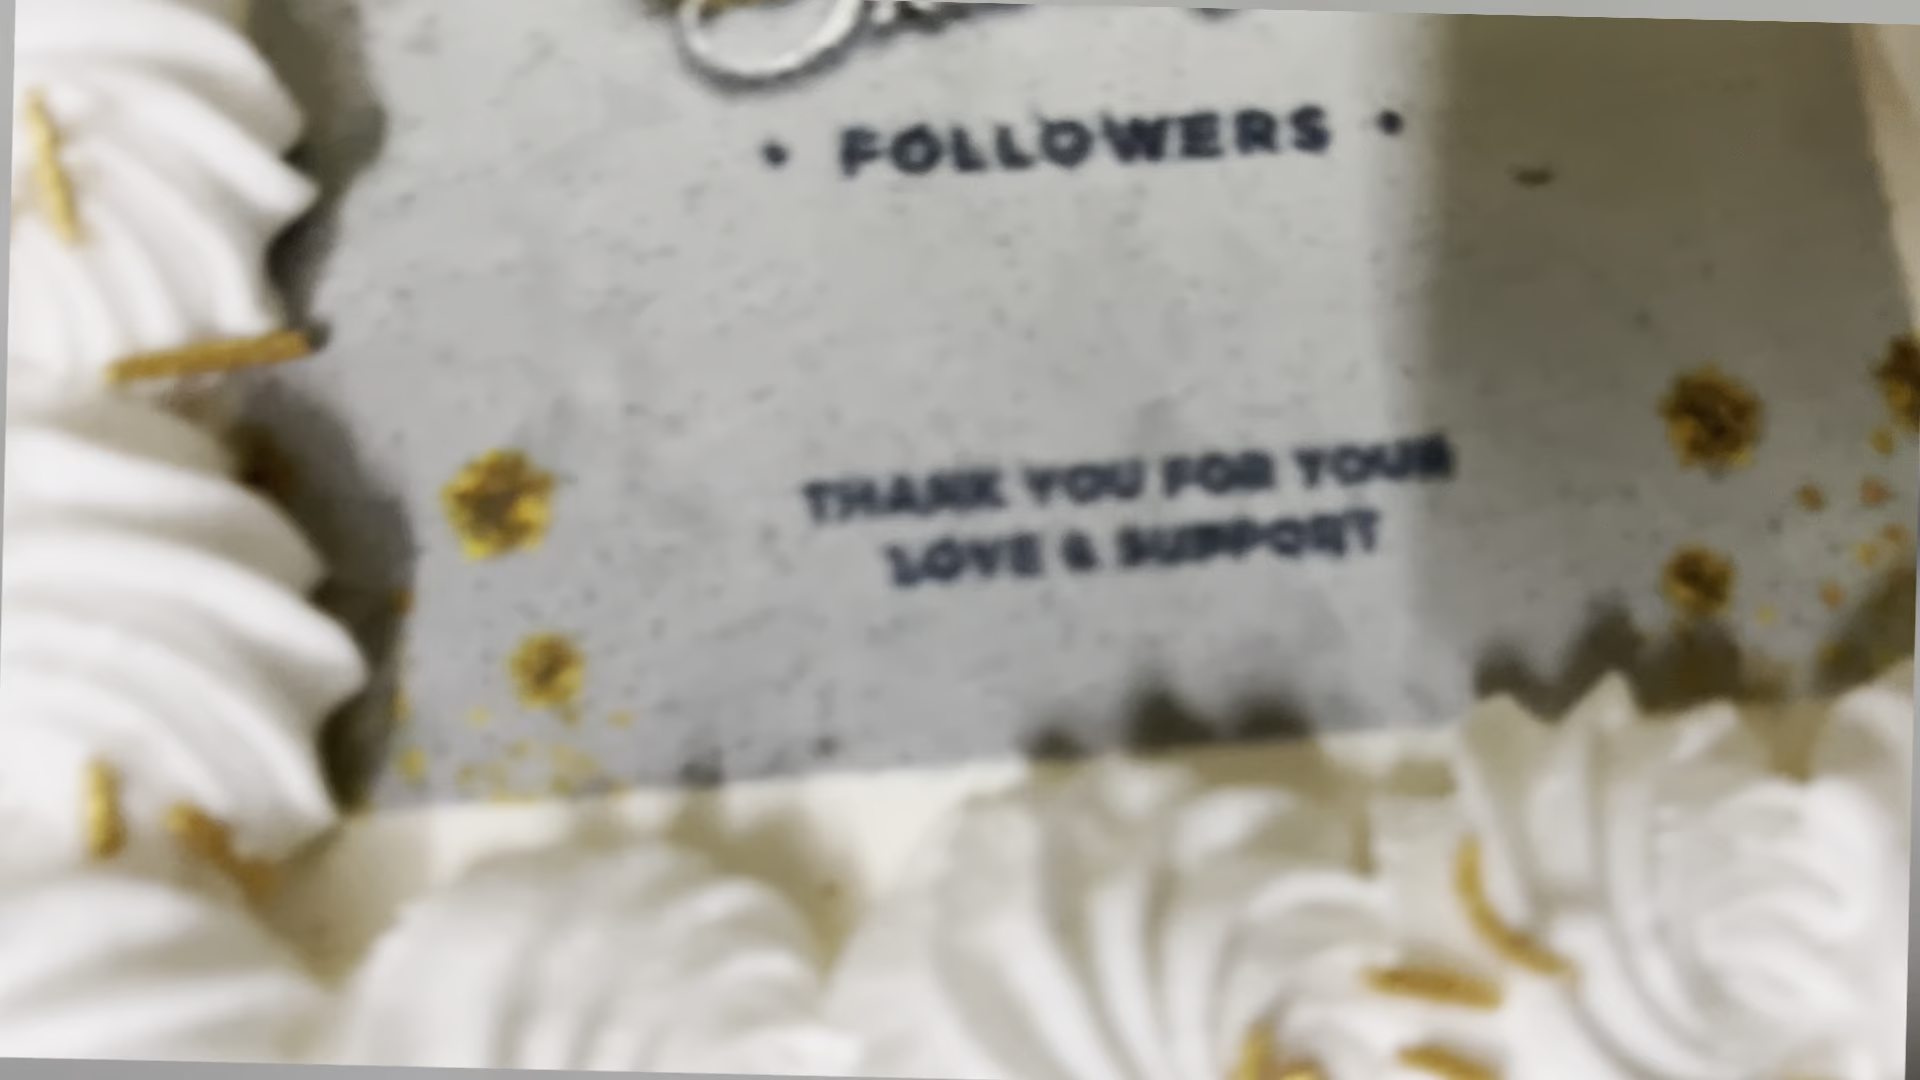 • FOLLOWERS •
THANK YOU FOR YOUR
LOVE & SUPPORT